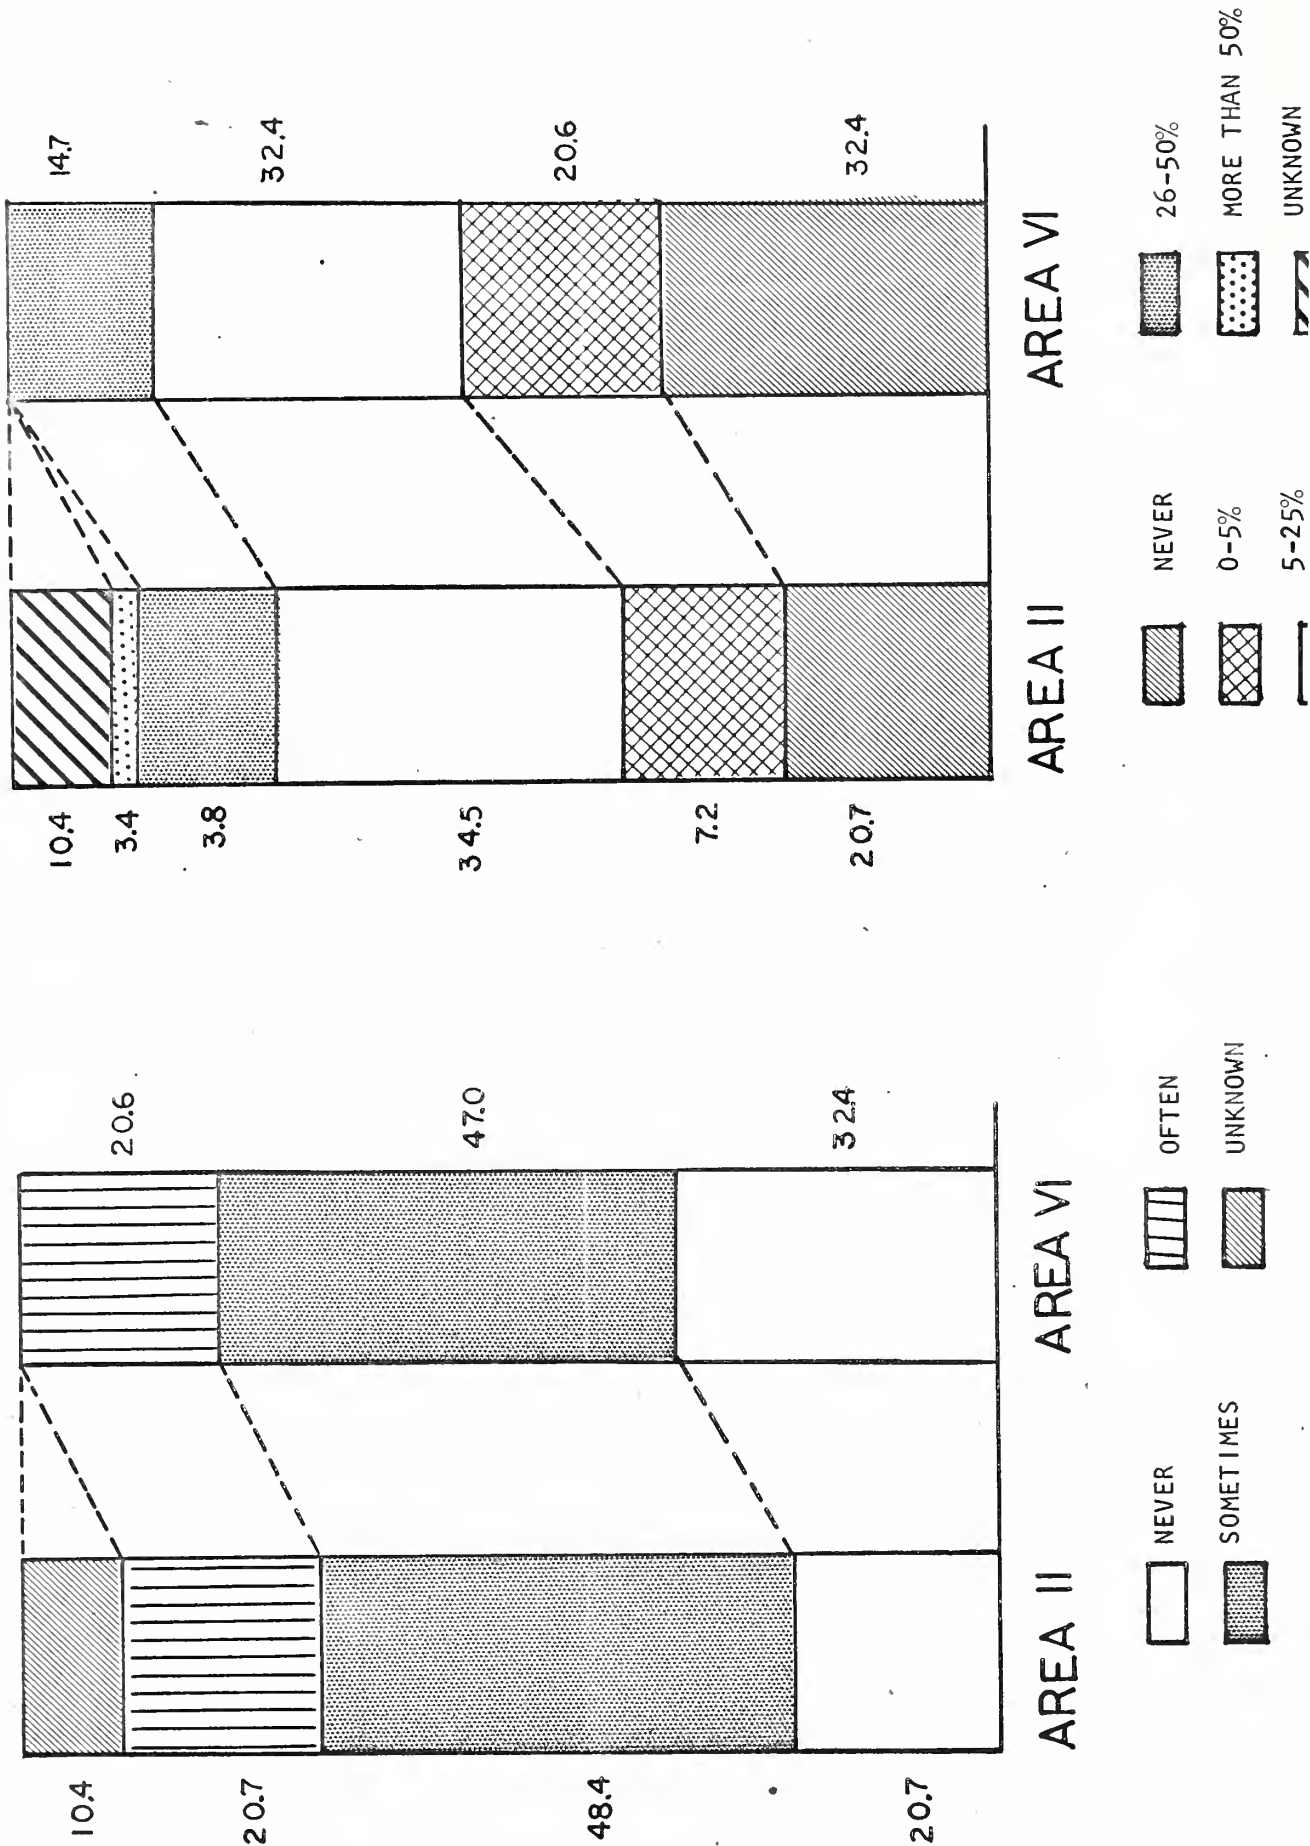 10.4
20.7
48.4
20.7
20.6
47.0
32.4
AREA II
AREA VI
NEVER
OFTEN
SOMETIMES
UNKNOWN
10.4
3.4
3.8
34.5
7.2
20.7
14.7
32.4
20.6
32.4
AREA II
AREA VI
NEVER
26-50%
0-5%
MORE THAN 50%
5-25%
UNKNOWN